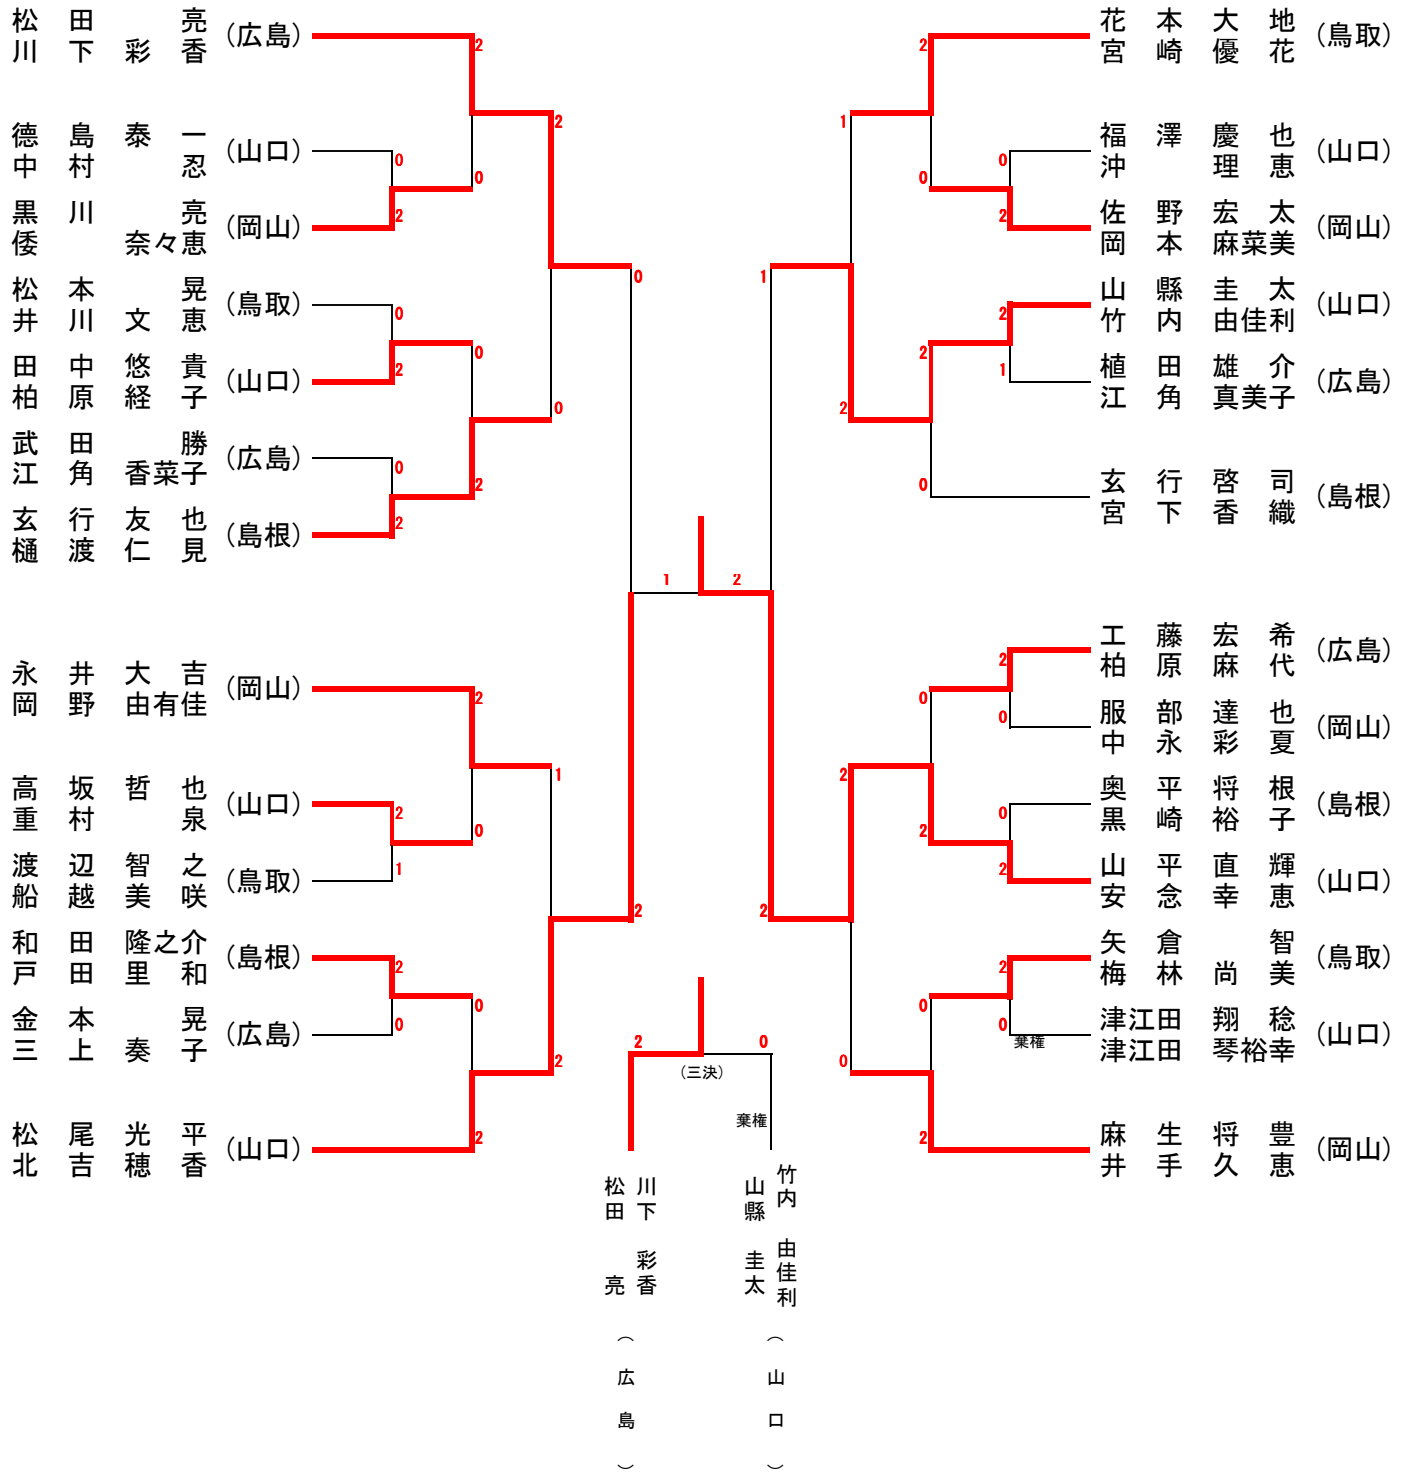 松田亮
川下彩香
(広島)
2
徳島泰一
中村忍
(山口)
0
黒川亮
倭奈々恵
(岡山)
2
0
2
松本晃
井川文恵
(鳥取)
0
田中悠貴
柏原経子
(山口)
2
0
武田勝
江角香菜子
(広島)
0
玄行友也
樋渡仁見
(島根)
2
2
0
0
永井大吉
岡野由有佳
(岡山)
2
高坂哲也
重村泉
(山口)
2
渡辺智之
船越美咲
(鳥取)
1
0
1
和田隆之介
戸田里和
(島根)
2
金本晃
三上奏子
(広島)
0
0
松尾光平
北吉穂香
(山口)
2
2
2
1
2
花本大地
宮崎優花
(鳥取)
2
福澤慶也
沖理恵
(山口)
0
佐野宏太
岡本麻菜美
(岡山)
2
0
1
山縣圭太
竹内由佳利
(山口)
2
植田雄介
江角真美子
(広島)
1
2
玄行啓司
宮下香織
(島根)
0
2
1
工藤宏希
柏原麻代
(広島)
2
服部達也
中永彩夏
(岡山)
0
0
奥平将根
黒崎裕子
(島根)
0
山平直輝
安念幸恵
(山口)
2
2
2
矢倉智
梅林尚美
(鳥取)
2
津江田翔稔
津江田琴裕幸
(山口)
0
棄権
0
麻生将豊
井手久恵
(岡山)
2
0
2
2
0
(三決)
棄権
松田亮
川下彩香
(広島)
山縣圭太
竹内由佳利
(山口)